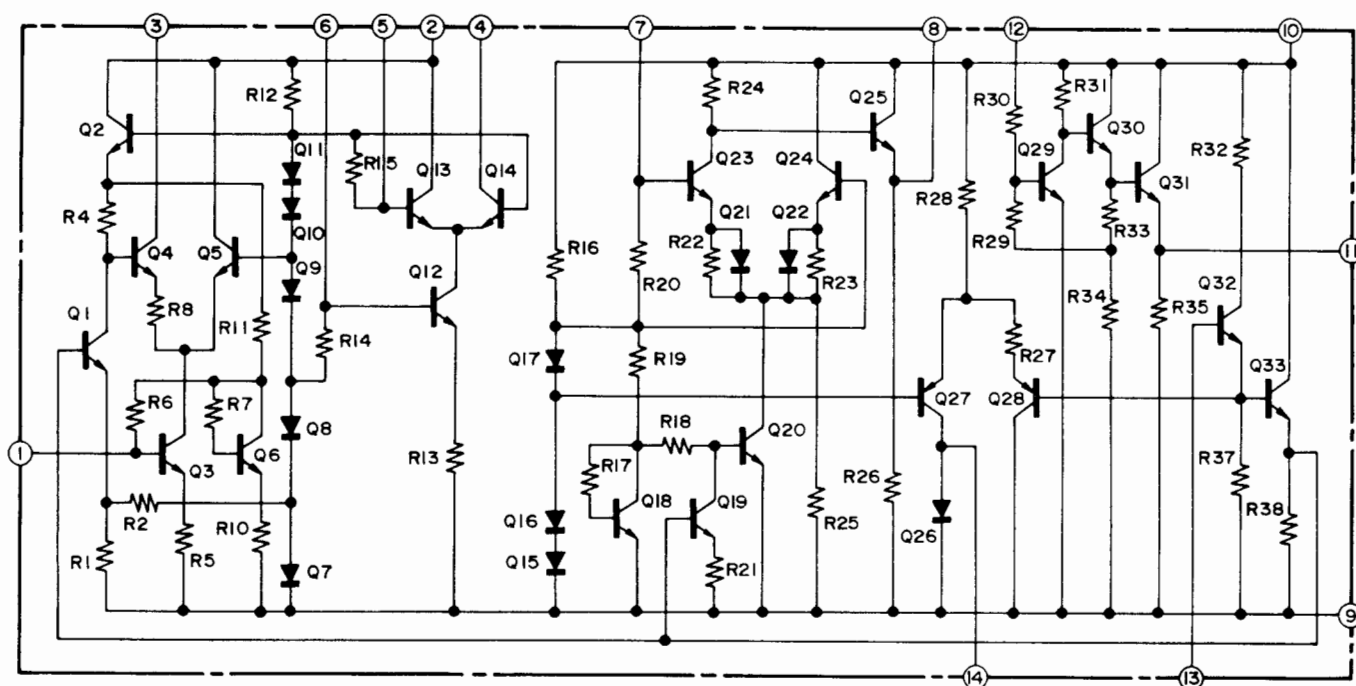 3 6 5 2 4 7 8 12 10
R12 R24 R31
Q2 Q11 R15 Q13 Q14 Q23 Q24 Q25 R30 Q30 R32
Q29 Q31
R4 Q4 Q5 Q10 Q21 Q22 R28 R29 R33
R16 R22 R20 R23 11
Q1 R8 R11 Q9 Q12 R14 R34 R35 Q32
Q17 R19 R27 Q33
R6 R7 Q8 Q27 Q28
1 Q3 Q6 R13 R18 Q20 R37
R17 R26 R38
R2 Q18 Q19 R25 Q26
R1 R5 R10 Q7 Q16 Q15 R21
9
14 13